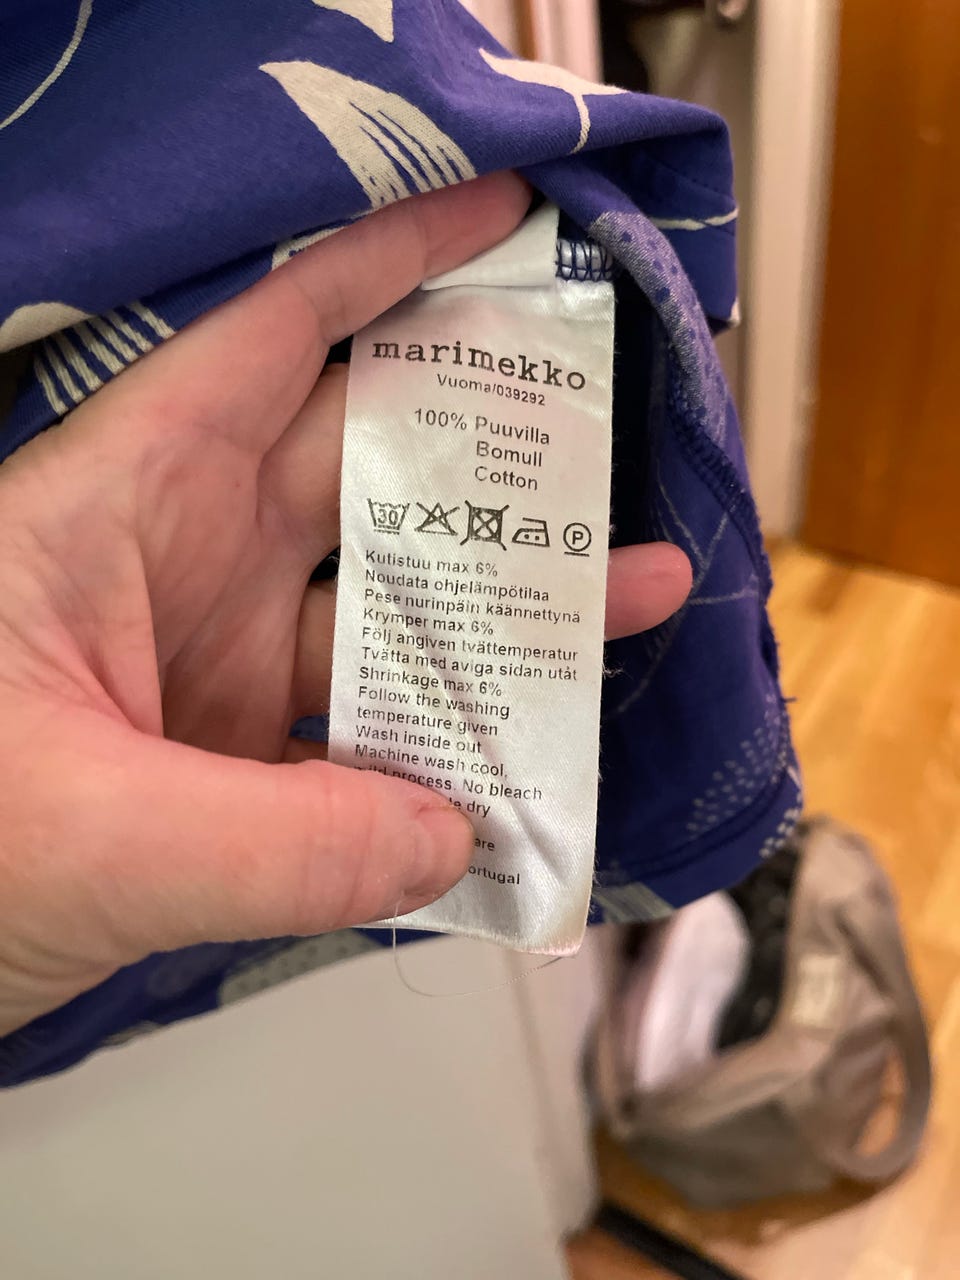 marimekko
Vuoma/039292
100% Puuvilla
Bomull
Cotton
30 P
Kutistuu max 6%
Noudata ohjelämpötilaa
Pese nurinpäin käännettynä
Krymper max 6%
Följ angiven tvättemperatur
Tvätta med aviga sidan utåt
Shrinkage max 6%
Follow the washing
temperature given
Wash inside out
Machine wash cool,
process. No bleach
dry